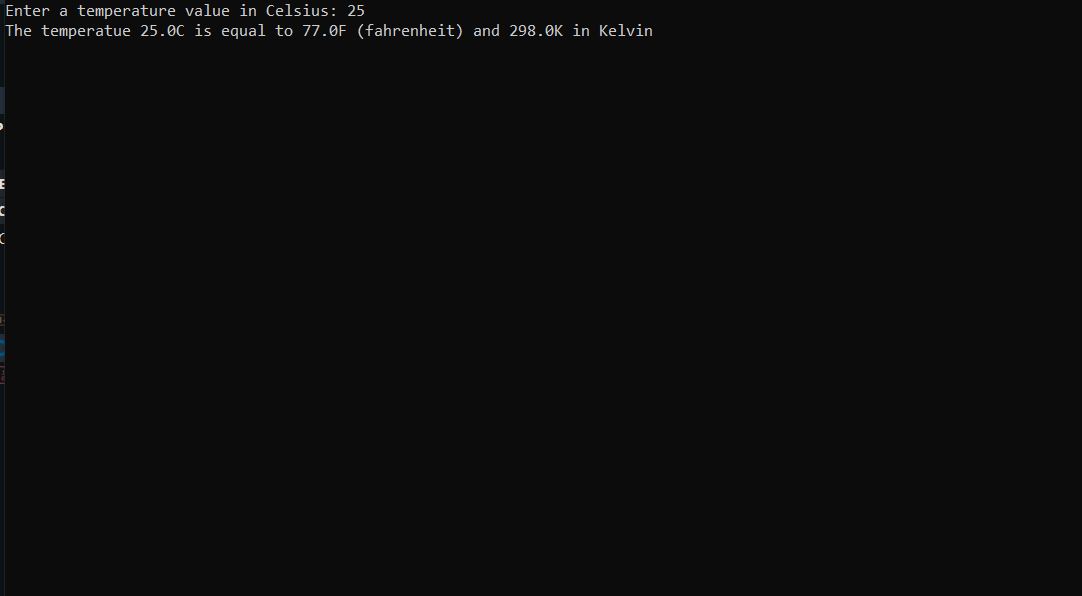 Enter a temperature value in Celsius: 25
The temperatue 25.0C is equal to 77.0F (fahrenheit) and 298.0K in Kelvin